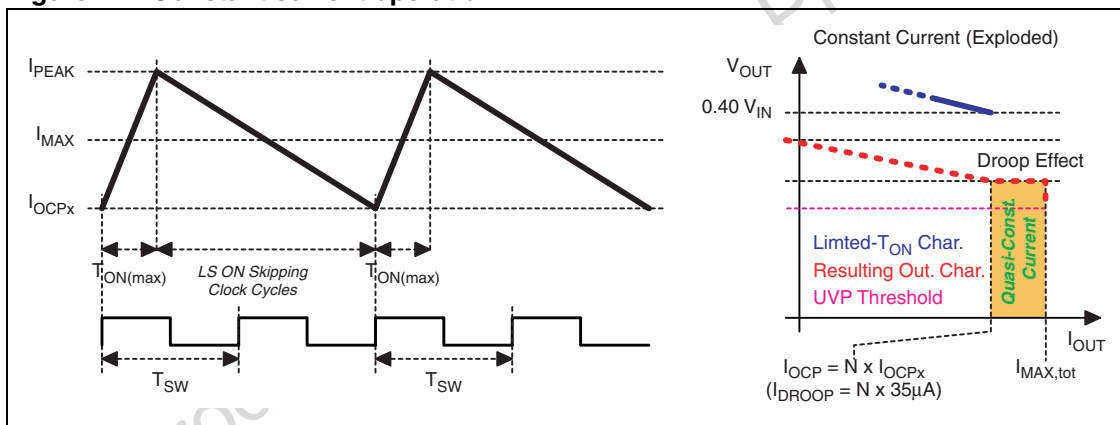 Constant Current (Exploded)
IPEAK
IMAX
IOCPx
TON(max)
LS ON Skipping
Clock Cycles
TON(max)
TSW
TSW
VOUT
0.40 VIN
Droop Effect
Limted-TON Char.
Resulting Out. Char.
UVP Threshold
Quasi-Const.
Current
IOUT
IOCP = N x IOCPx
(IDROOP = N x 35µA)
IMAX,tot